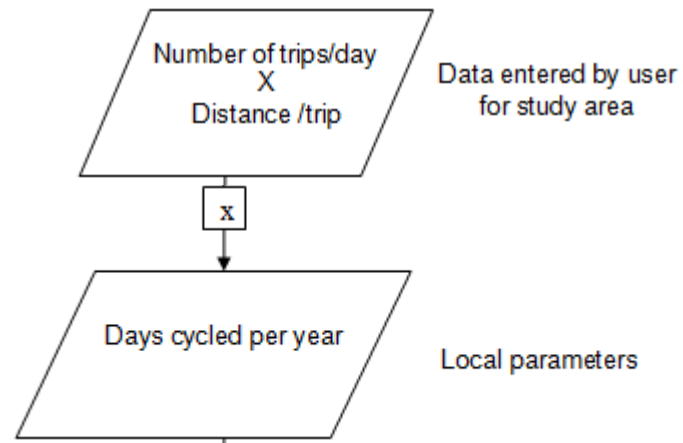 Number of trips/day
X
Distance /trip
Data entered by user
for study area
x
Days cycled per year
Local parameters